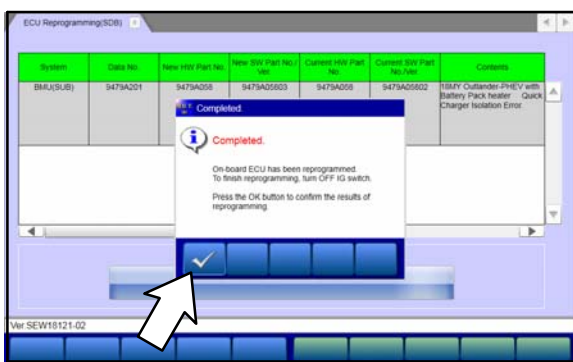 ECU Reprogramming(SDB)
System Data No. New HW Part No. New SW Part No./ Ver. Current HW Part No. Current SW Part No./Ver.  Contents
BMU(SUB) 9479A201 9479A058 9479A05803 9479A058 9479A05802 18MY Outlander-PHEV with
Battery Pack heater Quick
Charger Isolation Error
Completed.
Completed.
On-board ECU has been reprogrammed.
To finish reprogramming, turn OFF IG switch.
Press the OK button to confirm the results of
reprogramming.
Ver.SEW18121-02